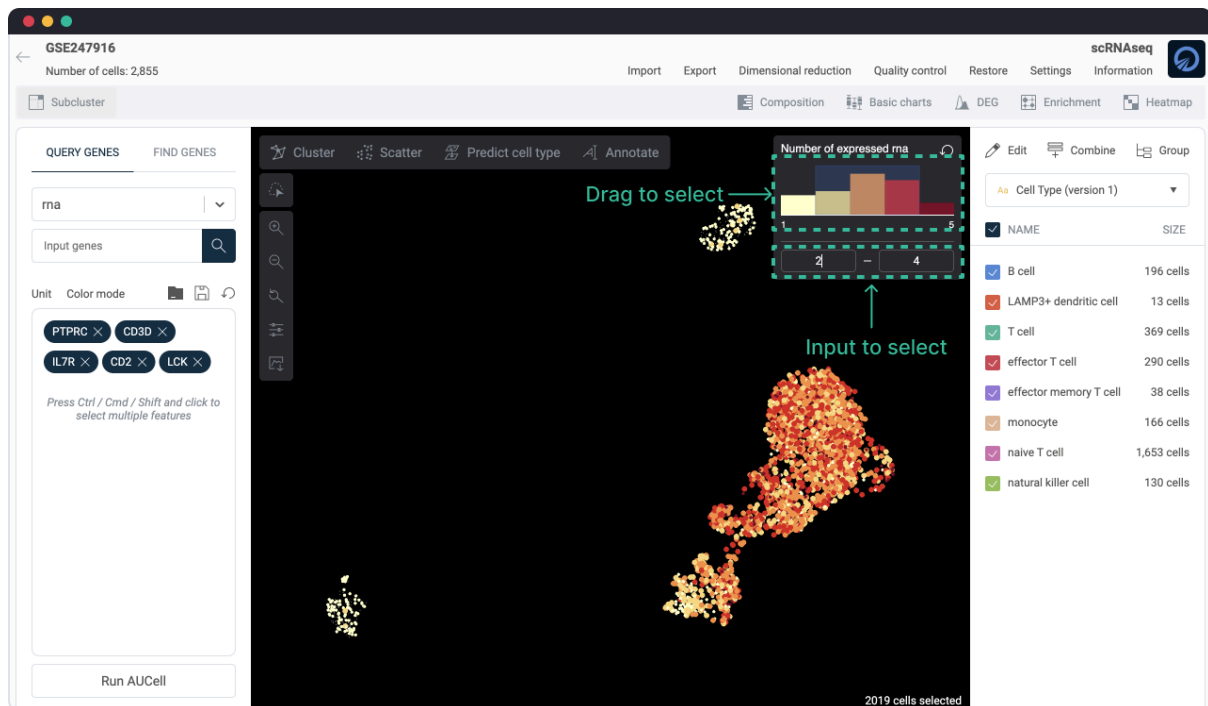 GSE247916
scRNAseq
Number of cells: 2,855
Import Export Dimensional reduction Quality control Restore Settings Information
Subcluster
Composition Basic charts DEG Enrichment Heatmap
QUERY GENES FIND GENES
Cluster Scatter Predict cell type Annotate
Number of expressed rna
Edit Combine Group
Drag to select
Aa Cell Type (version 1)
rna
1 5
NAME SIZE
Input genes
2 – 4
B cell 196 cells
Unit Color mode
LAMP3+ dendritic cell 13 cells
PTPRC CD3D
T cell 369 cells
Input to select
IL7R CD2 LCK
effector T cell 290 cells
effector memory T cell 38 cells
Press Ctrl / Cmd / Shift and click to
select multiple features
monocyte 166 cells
naive T cell 1,653 cells
natural killer cell 130 cells
Run AUCell
2019 cells selected